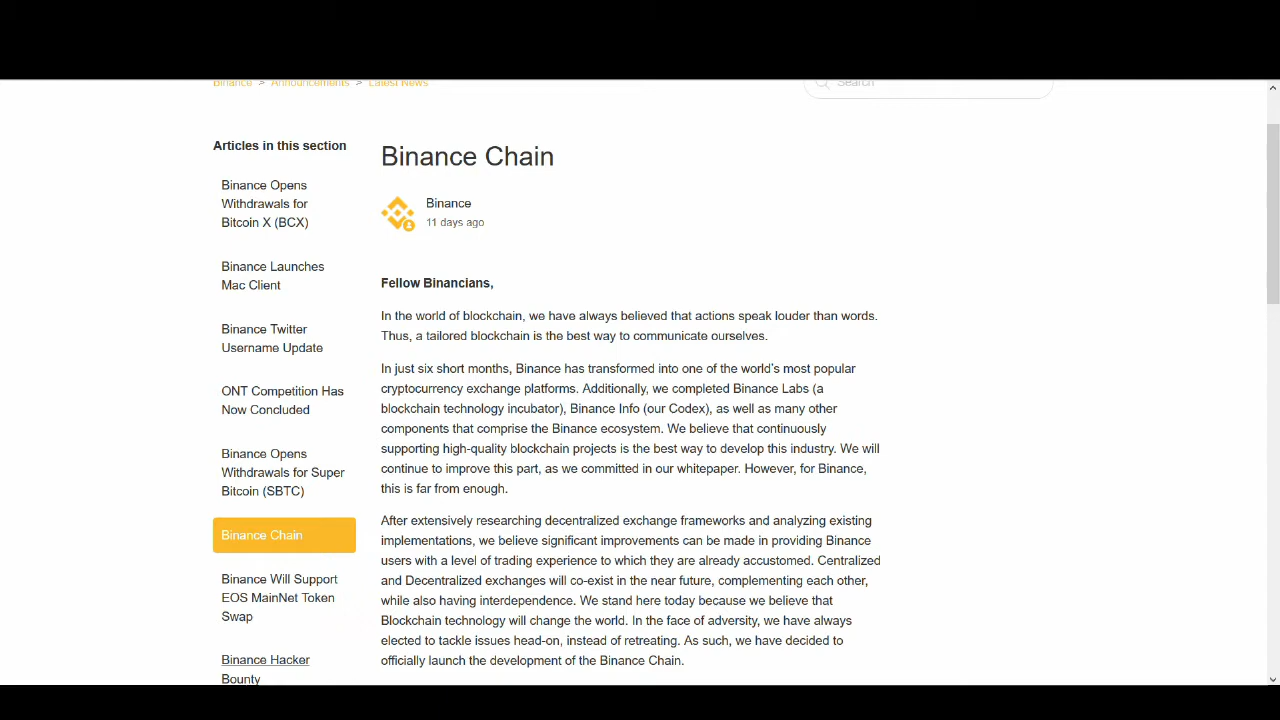 Binance > Announcements > Latest News
Search
Articles in this section
Binance Opens
Withdrawals for
Bitcoin X (BCX)
Binance Launches
Mac Client
Binance Twitter
Username Update
ONT Competition Has
Now Concluded
Binance Opens
Withdrawals for Super
Bitcoin (SBTC)
Binance Chain
Binance Will Support
EOS MainNet Token
Swap
Binance Hacker
Bounty
Binance Chain
Binance
11 days ago
Fellow Binancians,
In the world of blockchain, we have always believed that actions speak louder than words.
Thus, a tailored blockchain is the best way to communicate ourselves.
In just six short months, Binance has transformed into one of the world's most popular
cryptocurrency exchange platforms. Additionally, we completed Binance Labs (a
blockchain technology incubator), Binance Info (our Codex), as well as many other
components that comprise the Binance ecosystem. We believe that continuously
supporting high-quality blockchain projects is the best way to develop this industry. We will
continue to improve this part, as we committed in our whitepaper. However, for Binance,
this is far from enough.
After extensively researching decentralized exchange frameworks and analyzing existing
implementations, we believe significant improvements can be made in providing Binance
users with a level of trading experience to which they are already accustomed. Centralized
and Decentralized exchanges will co-exist in the near future, complementing each other,
while also having interdependence. We stand here today because we believe that
Blockchain technology will change the world. In the face of adversity, we have always
elected to tackle issues head-on, instead of retreating. As such, we have decided to
officially launch the development of the Binance Chain.